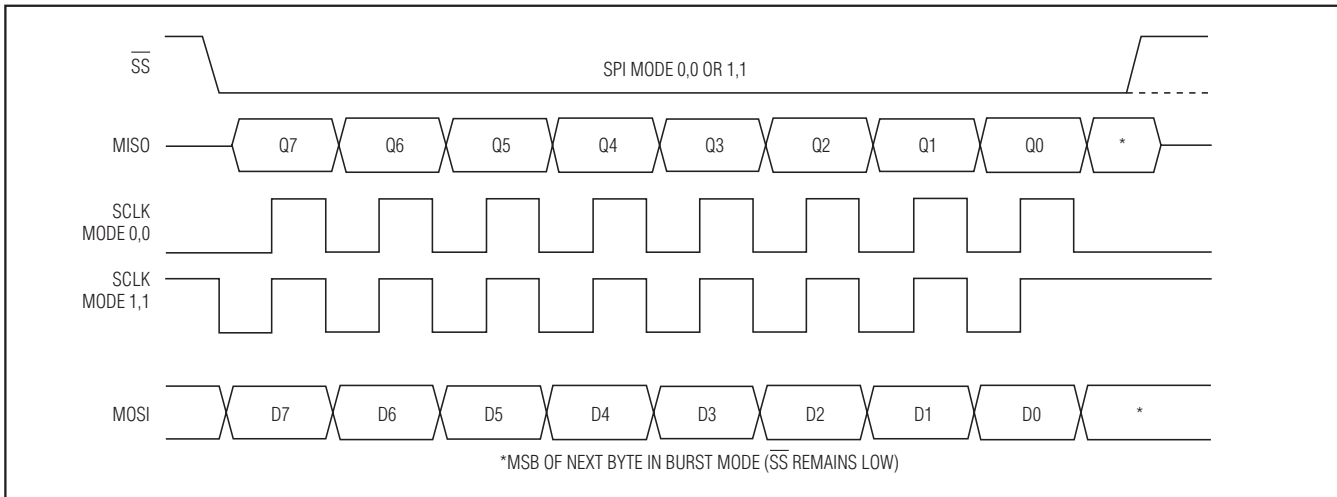 SS
SPI MODE 0,0 OR 1,1
MISO
Q7 Q6 Q5 Q4 Q3 Q2 Q1 Q0 *
SCLK
MODE 0,0
SCLK
MODE 1,1
MOSI
D7 D6 D5 D4 D3 D2 D1 D0 *
*MSB OF NEXT BYTE IN BURST MODE (SS REMAINS LOW)